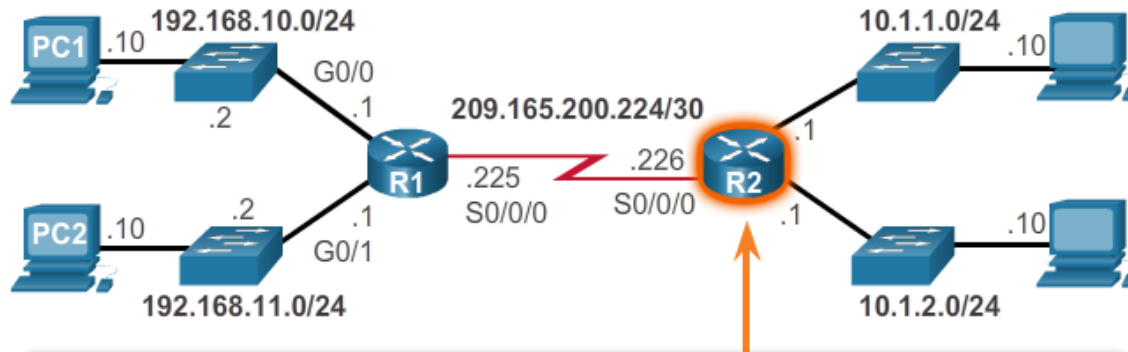 192.168.10.0/24
10.1.1.0/24
PC1
.10
G0/0
.10
.2
.1
209.165.200.224/30
.1
R1
.225
S0/0/0
.226
S0/0/0
R2
PC2
.10
.2
.1
G0/1
.1
.10
192.168.11.0/24
10.1.2.0/24